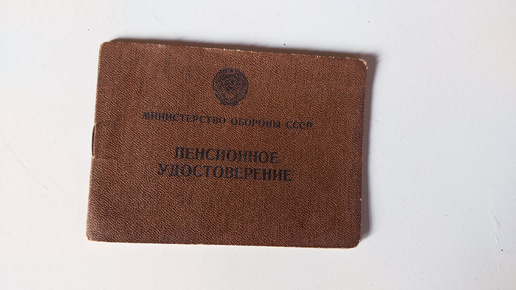 МИНИСТЕРСТВО ОБОРОНЫ СССР
ПЕНСИОННОЕ
УДОСТОВЕРЕНИЕ